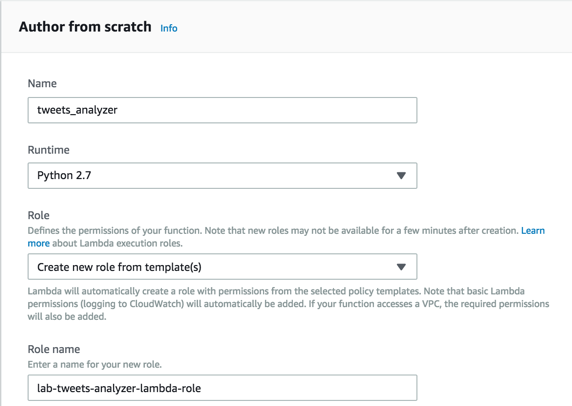 Author from scratch Info
Name
tweets_analyzer
Runtime
Python 2.7
Role
Defines the permissions of your function. Note that new roles may not be available for a few minutes after creation. Learn
more about Lambda execution roles.
Create new role from template(s)
Lambda will automatically create a role with permissions from the selected policy templates. Note that basic Lambda
permissions (logging to CloudWatch) will automatically be added. If your function accesses a VPC, the required permissions
will also be added.
Role name
Enter a name for your new role.
lab-tweets-analyzer-lambda-role